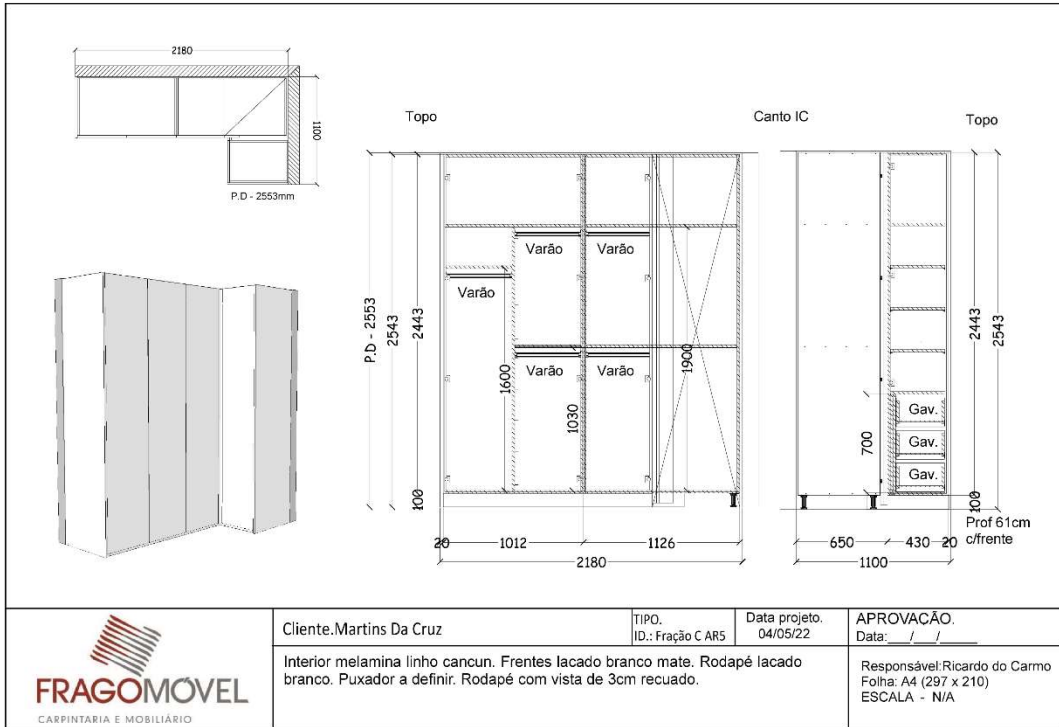 2180
1100
P.D - 2553mm
Topo
Canto IC
Topo
P.D - 2553
2543
2443
100
Varão
Varão
Varão
Varão
Varão
1600
1030
1900
20
1012
1126
2180
700
Gav.
Gav.
Gav.
2443
2543
100
Prof 61cm
c/frente
650
430
20
1100
FRAGOMÓVEL
CARPINTARIA E MOBILIÁRIO
Cliente.Martins Da Cruz
TIPO.
ID.: Fração C AR5
Data projeto.
04/05/22
APROVAÇÃO.
Data:___/___/_____
Interior melamina linho cancun. Frentes lacado branco mate. Rodapé lacado
branco. Puxador a definir. Rodapé com vista de 3cm recuado.
Responsável:Ricardo do Carmo
Folha: A4 (297 x 210)
ESCALA - N/A